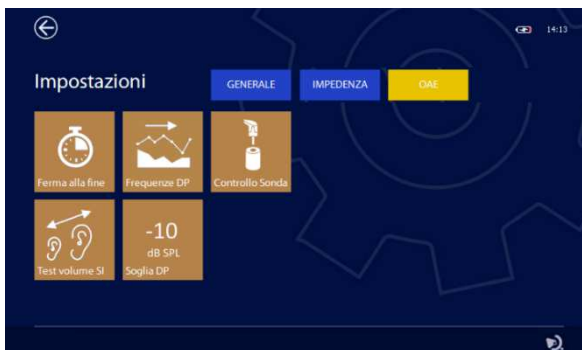 14:13
Impostazioni
GENERALE
IMPEDENZA
OAE
Ferma alla fine
Frequenze DP
Controllo Sonda
Test volume SI
-10
dB SPL
Soglia DP